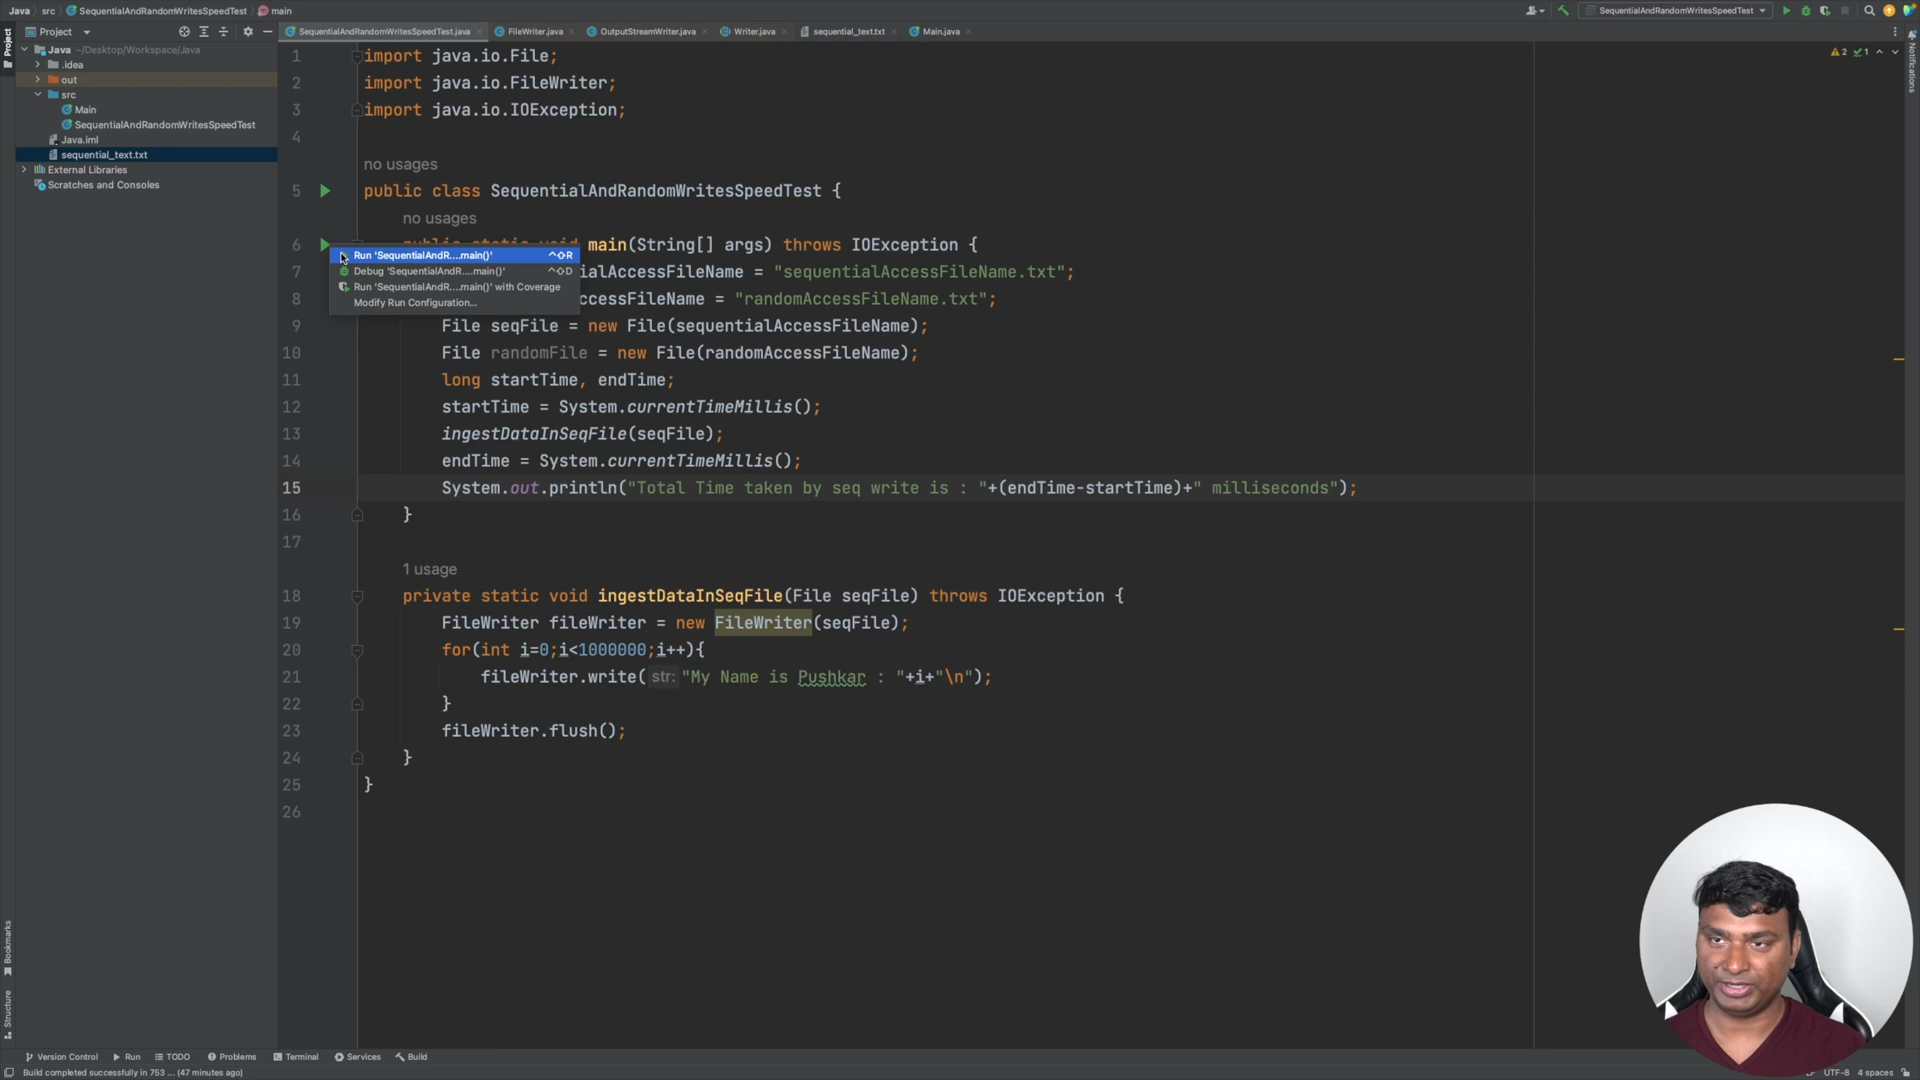 Java src SequentialAndRandomWritesSpeedTest main
SequentialAndRandomWritesSpeedTest
Project
SequentialAndRandomWritesSpeedTest.java FileWriter.java OutputStreamWriter.java Writer.java sequential_text.txt Main.java
Project
Notifications
Java ~/Desktop/Workspace/Java
.idea
out
src
Main
SequentialAndRandomWritesSpeedTest
Java.iml
sequential_text.txt
External Libraries
Scratches and Consoles
2 1
1 import java.io.File;
2 import java.io.FileWriter;
3 import java.io.IOException;
4
no usages
5 public class SequentialAndRandomWritesSpeedTest {
no usages
6 public static void main(String[] args) throws IOException {
Run 'SequentialAndR....main()' ^⇧R
Debug 'SequentialAndR....main()' ^⇧D
Run 'SequentialAndR....main()' with Coverage
Modify Run Configuration...
7 ialAccessFileName = "sequentialAccessFileName.txt";
8 ccessFileName = "randomAccessFileName.txt";
9 File seqFile = new File(sequentialAccessFileName);
10 File randomFile = new File(randomAccessFileName);
11 long startTime, endTime;
12 startTime = System.currentTimeMillis();
13 ingestDataInSeqFile(seqFile);
14 endTime = System.currentTimeMillis();
15 System.out.println("Total Time taken by seq write is : "+(endTime-startTime)+" milliseconds");
16 }
17
1 usage
18 private static void ingestDataInSeqFile(File seqFile) throws IOException {
19 FileWriter fileWriter = new FileWriter(seqFile);
20 for(int i=0;i<1000000;i++){
21 fileWriter.write( str: "My Name is Pushkar : "+i+"\n");
22 }
23 fileWriter.flush();
24 }
25 }
26
Bookmarks
Structure
Version Control Run TODO Problems Terminal Services Build
Build completed successfully in 753 ... (47 minutes ago)
LF UTF-8 4 spaces